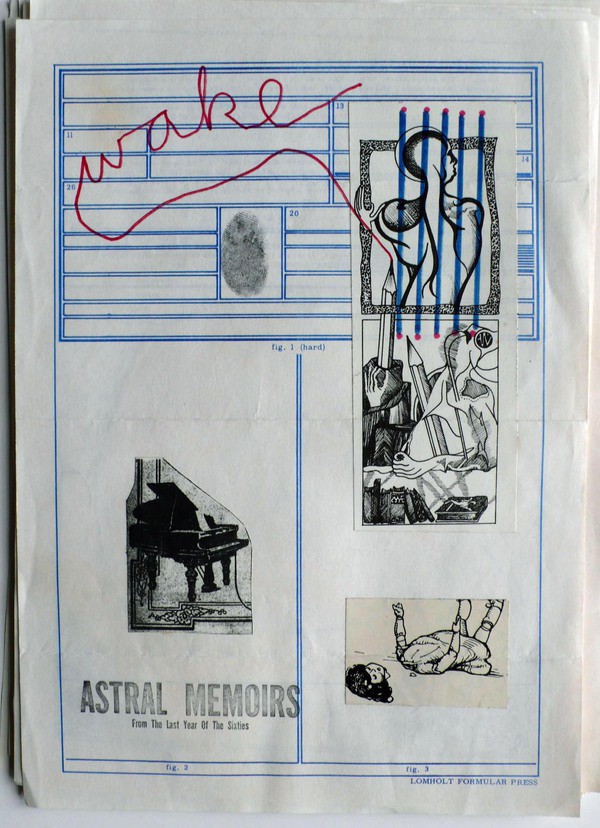 wake
13
11
14
26
20
fig. 1 (hard)
ASTRAL MEMOIRS
From The Last Year Of The Sixties
fig. 2
fig. 3
LOMHOLT FORMULAR PRESS